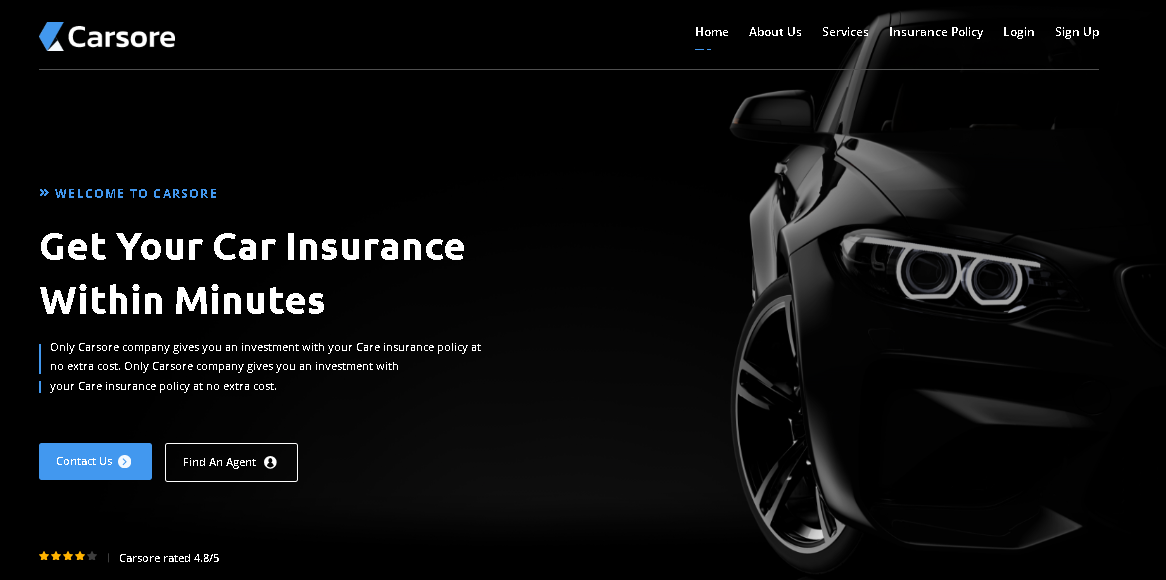 Carsore
Home About Us Services Insurance Policy Login Sign Up
WELCOME TO CARSORE
Get Your Car Insurance
Within Minutes
Only Carsore company gives you an investment with your Care insurance policy at
no extra cost. Only Carsore company gives you an investment with
your Care insurance policy at no extra cost.
Contact Us Find An Agent
Carsore rated 4.8/5